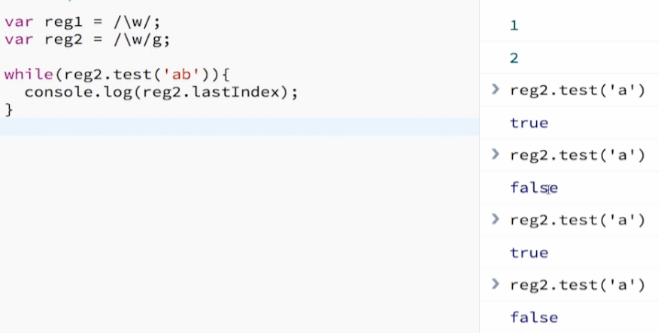 var reg1 = /\w/;
var reg2 = /\w/g;
while(reg2.test('ab')){
  console.log(reg2.lastIndex);
}
1
2
> reg2.test('a')
true
> reg2.test('a')
false
> reg2.test('a')
true
> reg2.test('a')
false